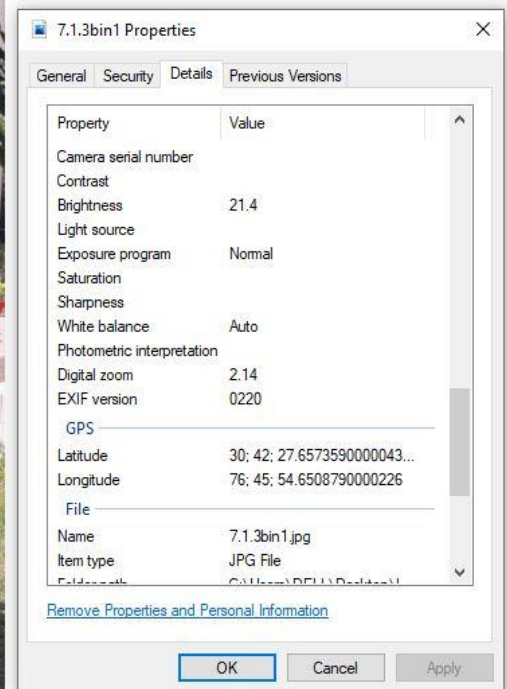 7.1.3bin1 Properties
General Security Details Previous Versions
Property Value
Camera serial number
Contrast
Brightness 21.4
Light source
Exposure program Normal
Saturation
Sharpness
White balance Auto
Photometric interpretation
Digital zoom 2.14
EXIF version 0220
GPS
Latitude 30; 42; 27.6573590000043...
Longitude 76; 45; 54.6508790000226
File
Name 7.1.3bin1.jpg
Item type JPG File
Remove Properties and Personal Information
OK Cancel Apply